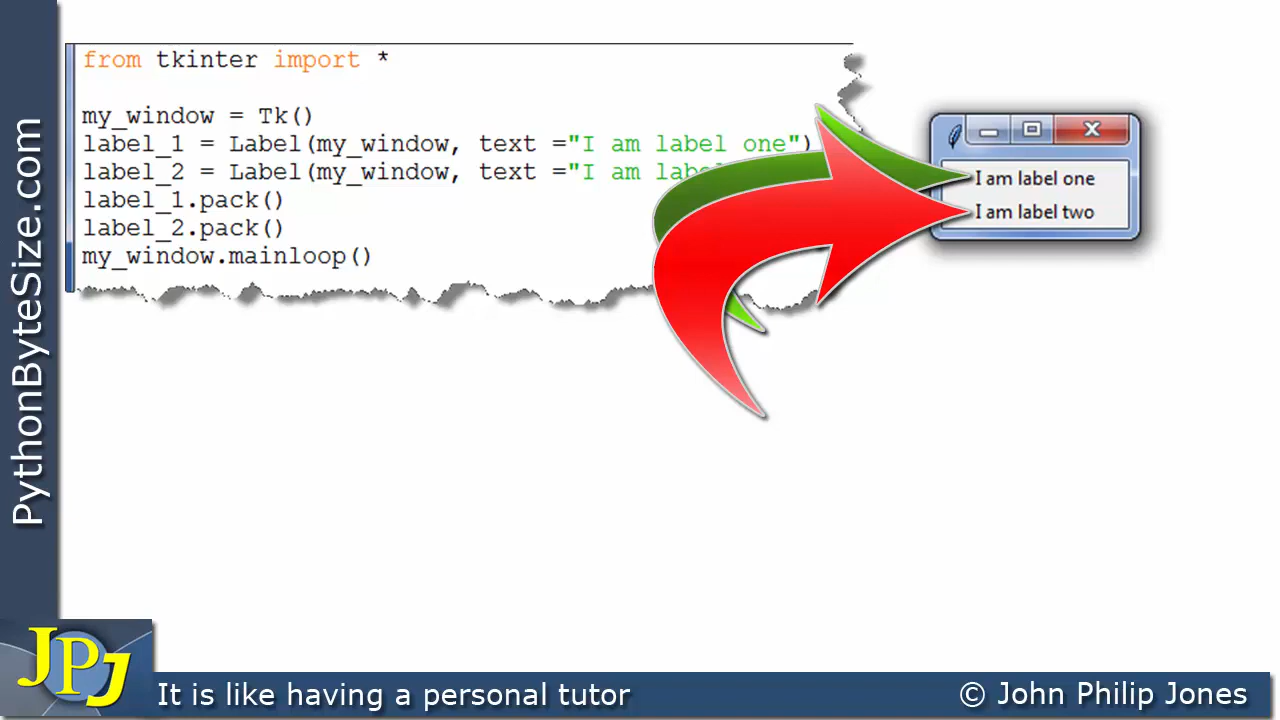 PythonByteSize.com
from tkinter import *
my_window = Tk()
label_1 = Label(my_window, text ="I am label one")
label_2 = Label(my_window, text ="I am
label_1.pack()
label_2.pack()
my_window.mainloop()
I am label one
I am label two
JPJ
It is like having a personal tutor
© John Philip Jones